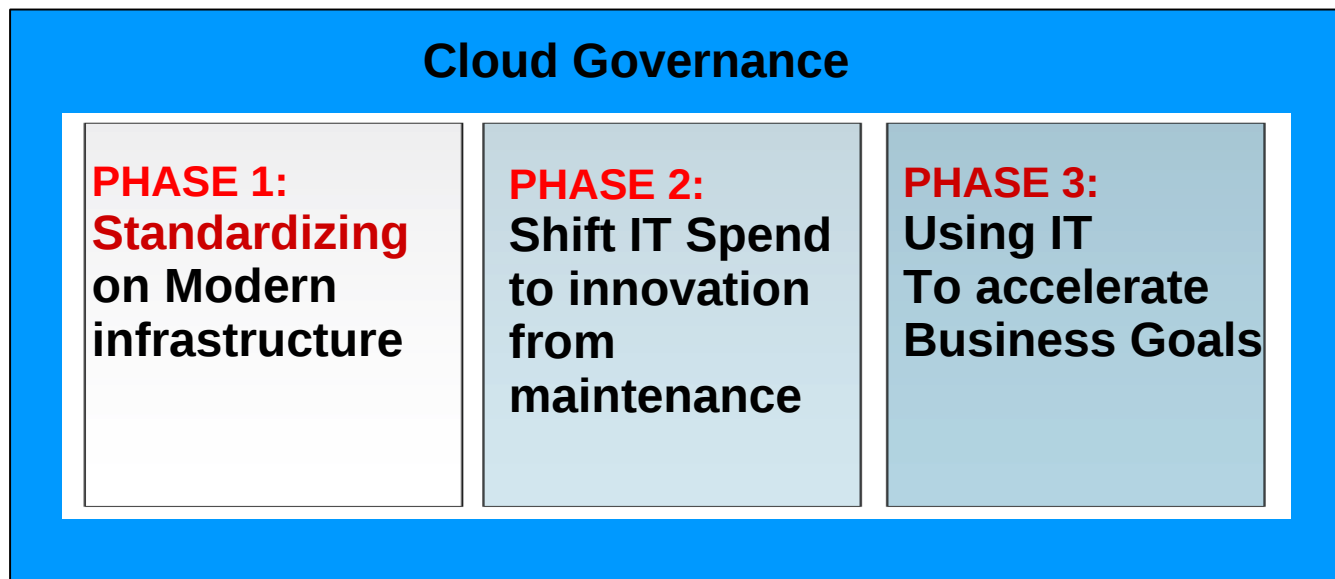 Cloud Governance
PHASE 1:
Standardizing
on Modern
infrastructure
PHASE 2:
Shift IT Spend
to innovation
from
maintenance
PHASE 3:
Using IT
To accelerate
Business Goals